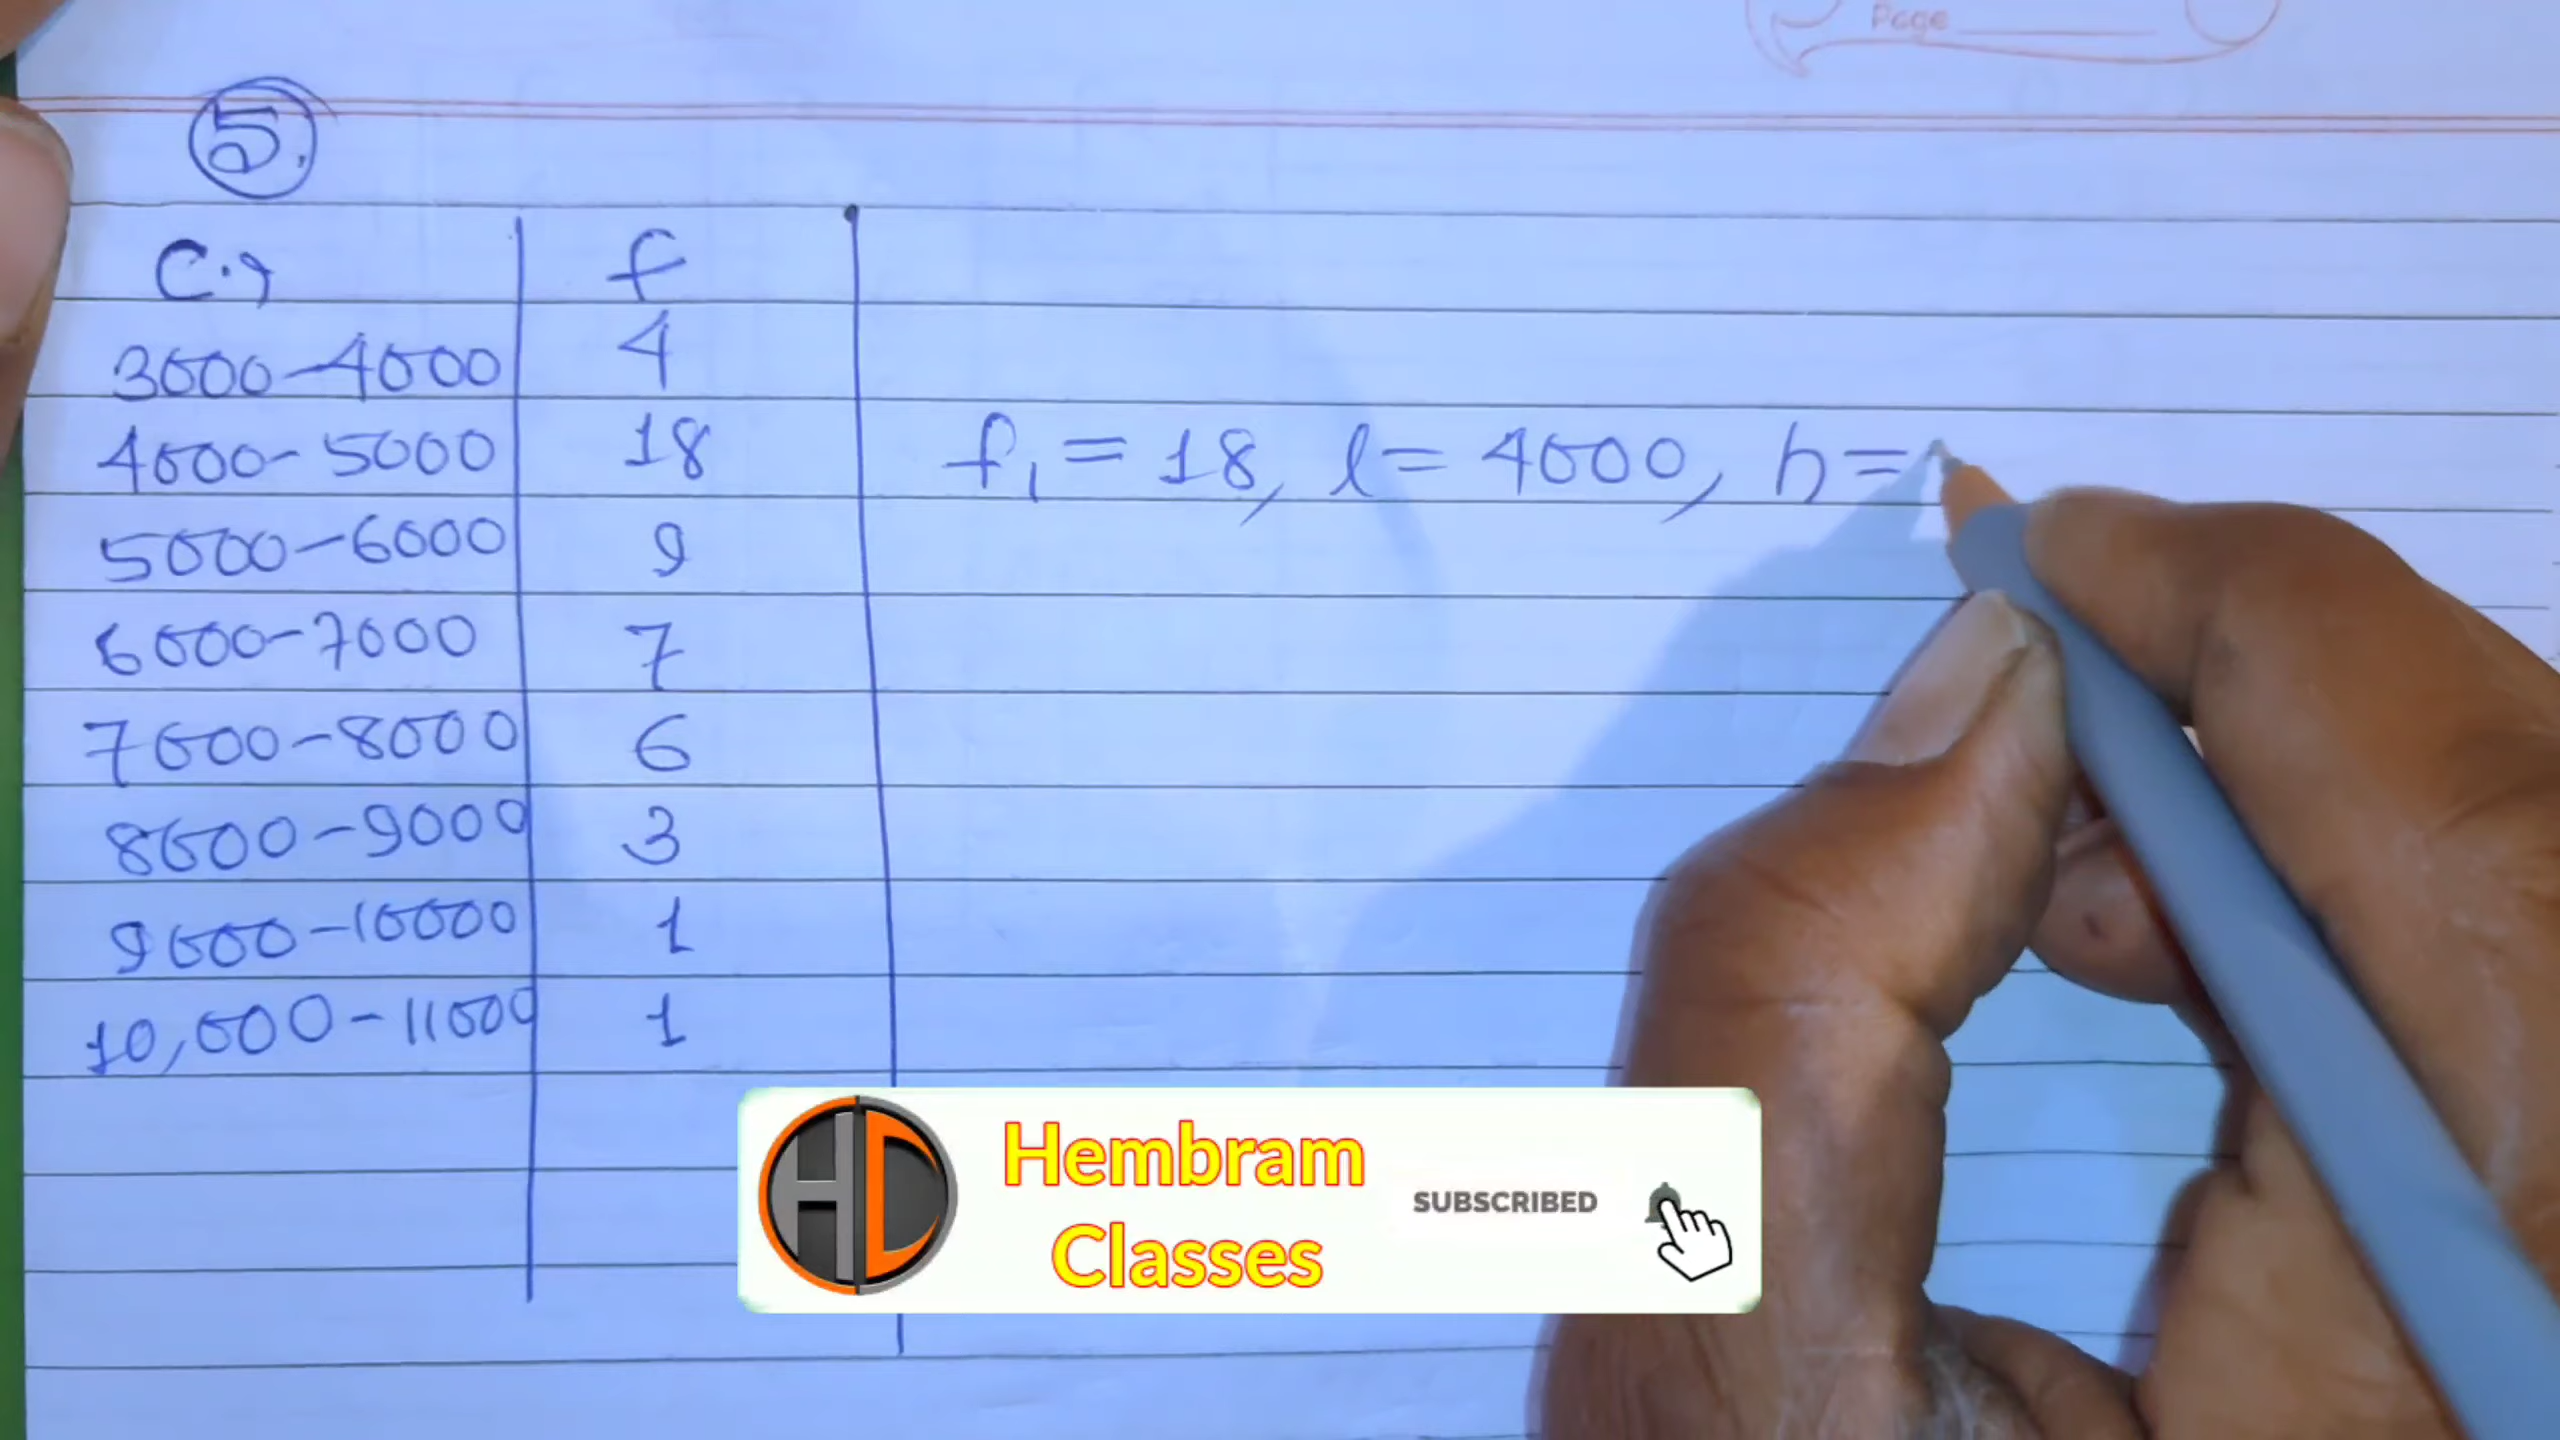 Page
5.
C.I f
3000-4000 4
4000-5000 18 f₁ = 18, l = 4000, h =
5000-6000 9
6000-7000 7
7000-8000 6
8000-9000 3
9000-10000 1
10,000-11000 1
HD
Hembram
Classes
SUBSCRIBED